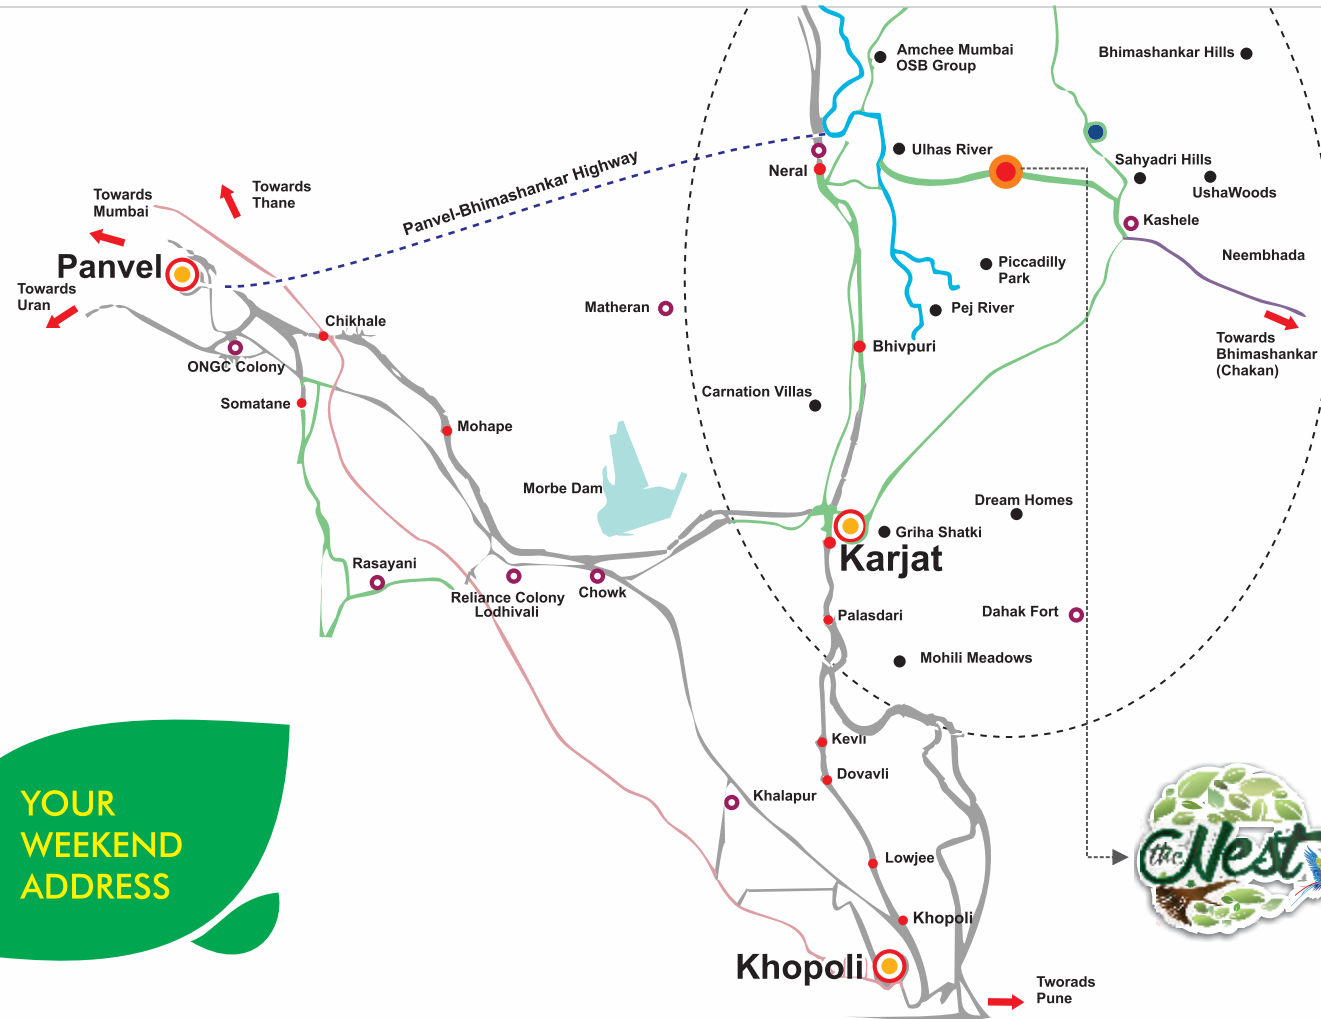 Amchee Mumbai
OSB Group
Bhimashankar Hills
Ulhas River
Sahyadri Hills
UshaWoods
Neral
Kashele
Panvel-Bhimashankar Highway
Towards
Mumbai
Towards
Thane
Panvel
Towards
Uran
Neembhada
Piccadilly
Park
Pej River
Matheran
Chikhale
Towards
Bhimashankar
(Chakan)
Bhivpuri
ONGC Colony
Carnation Villas
Somatane
Mohape
Morbe Dam
Dream Homes
Griha Shatki
Karjat
Rasayani
Reliance Colony
Lodhivali
Chowk
Palasdari
Dahak Fort
Mohili Meadows
Kevli
Dovavli
Khalapur
YOUR
WEEKEND
ADDRESS
the Nest
Lowjee
Khopoli
Khopoli
Tworads
Pune